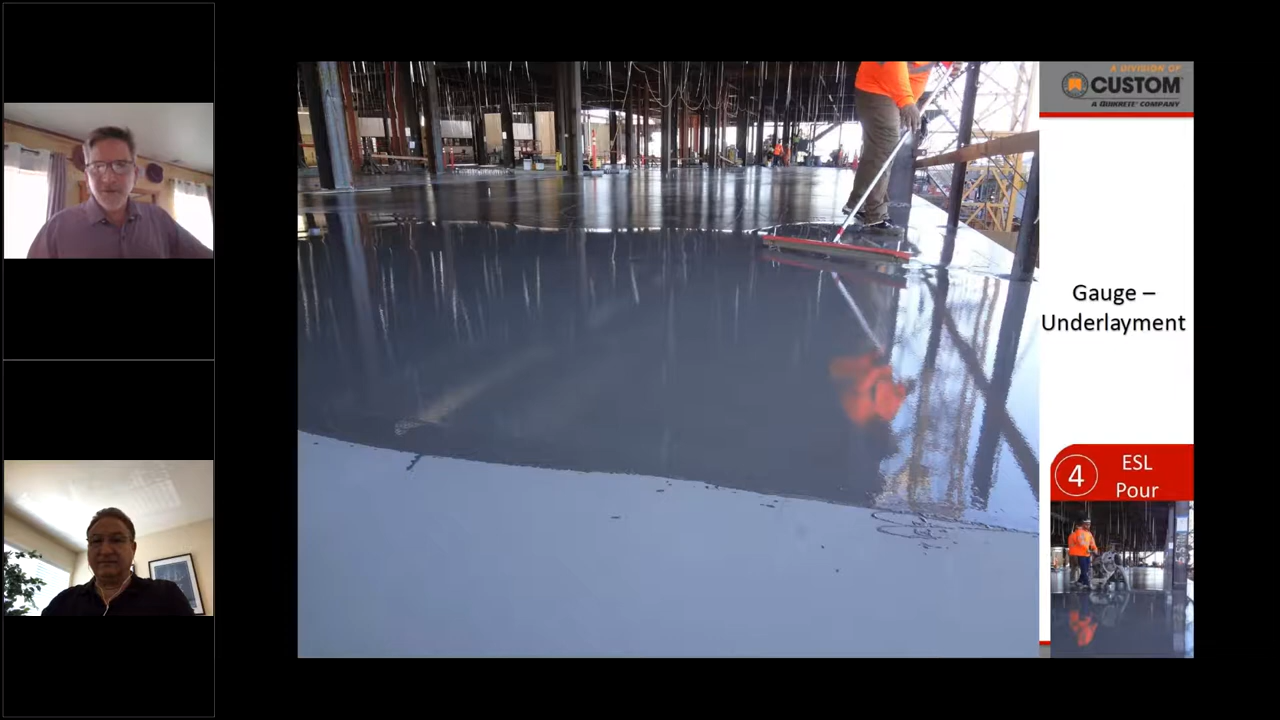 A DIVISION OF
CUSTOM
A QUIKRETE COMPANY
Gauge –
Underlayment
4
ESL
Pour